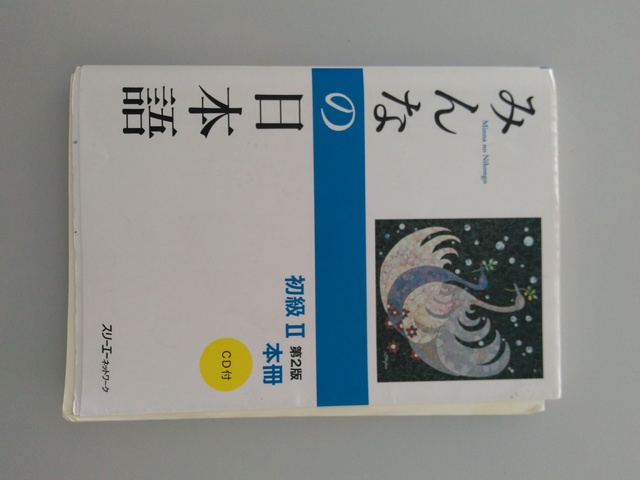 みんなの日本語
Minna no Nihongo
初級Ⅱ 第2版
本冊
CD付
スリーエーネットワーク